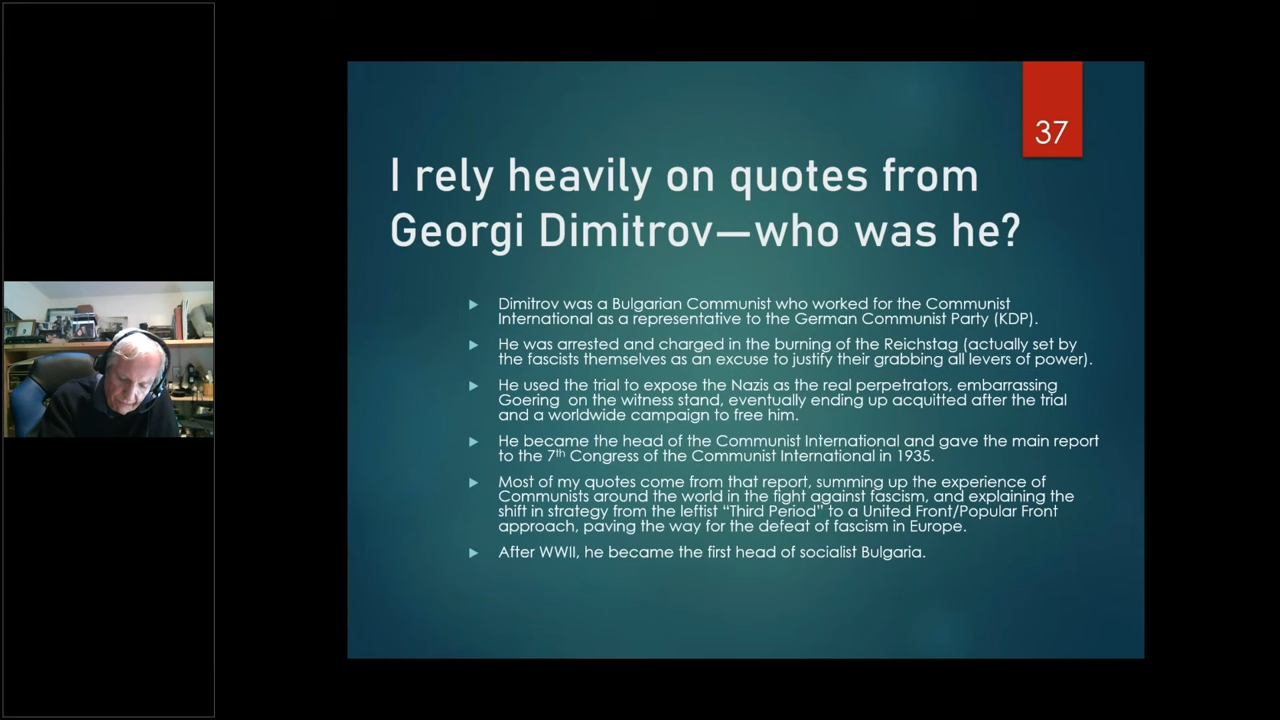 37
I rely heavily on quotes from
Georgi Dimitrov—who was he?
Dimitrov was a Bulgarian Communist who worked for the Communist
International as a representative to the German Communist Party (KDP).
He was arrested and charged in the burning of the Reichstag (actually set by
the fascists themselves as an excuse to justify their grabbing all levers of power).
He used the trial to expose the Nazis as the real perpetrators, embarrassing
Goering  on the witness stand, eventually ending up acquitted after the trial
and a worldwide campaign to free him.
He became the head of the Communist International and gave the main report
to the 7th Congress of the Communist International in 1935.
Most of my quotes come from that report, summing up the experience of
Communists around the world in the fight against fascism, and explaining the
shift in strategy from the leftist “Third Period” to a United Front/Popular Front
approach, paving the way for the defeat of fascism in Europe.
After WWII, he became the first head of socialist Bulgaria.